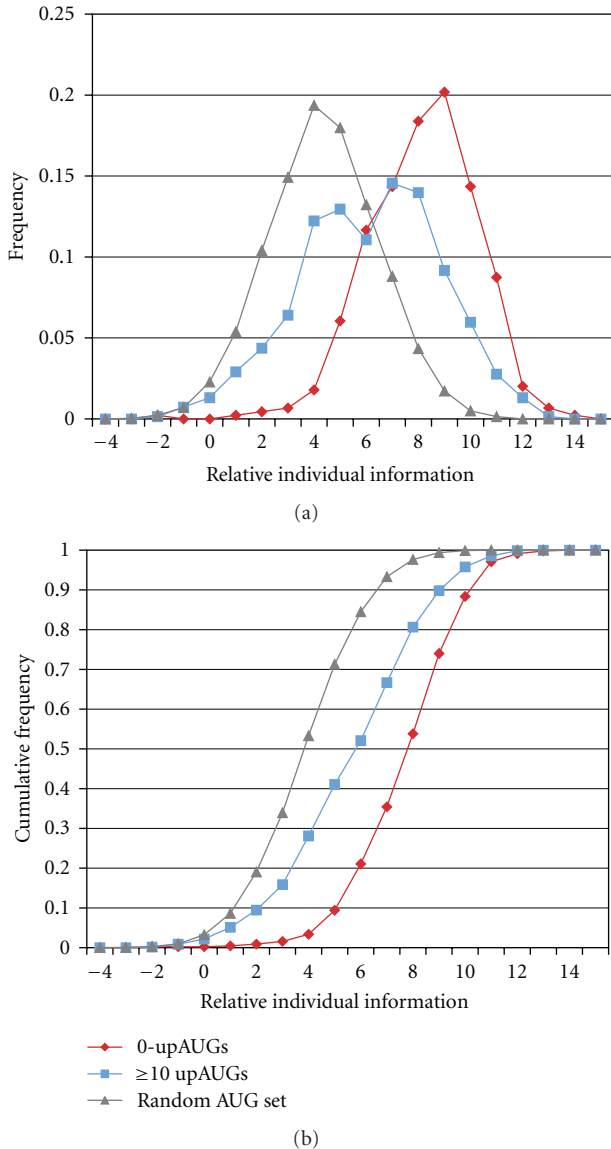 0.25
0.2
0.15
0.1
0.05
0
Frequency
−4 −2 0 2 4 6 8 10 12 14
Relative individual information
(a)
1
0.9
0.8
0.7
0.6
0.5
0.4
0.3
0.2
0.1
0
Cumulative frequency
−4 −2 0 2 4 6 8 10 12 14
Relative individual information
0-upAUGs
≥10 upAUGs
Random AUG set
(b)